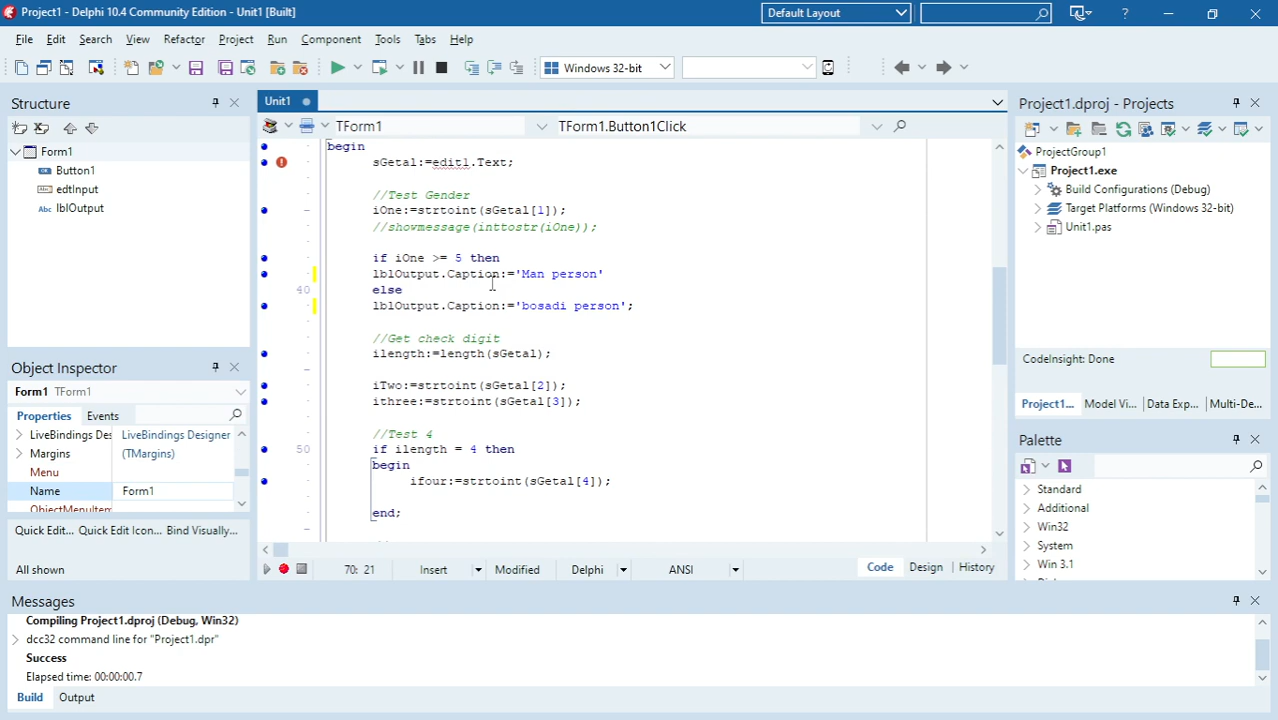 Project1 - Delphi 10.4 Community Edition - Unit1 [Built]
Default Layout
File Edit Search View Refactor Project Run Component Tools Tabs Help
Windows 32-bit
Structure
Form1
Button1
edtInput
lblOutput
Object Inspector
Form1 TForm1
Properties Events
LiveBindings Des LiveBindings Designer
Margins (TMargins)
Menu
Name Form1
ObjectMenuItem
Quick Edit... Quick Edit Icon... Bind Visually...
All shown
Unit1
TForm1 TForm1.Button1Click
begin
sGetal:=edit1.Text;
//Test Gender
iOne:=strtoint(sGetal[1]);
//showmessage(inttostr(iOne));
if iOne >= 5 then
lblOutput.Caption:='Man person'
40 else
lblOutput.Caption:='bosadi person';
//Get check digit
ilength:=length(sGetal);
iTwo:=strtoint(sGetal[2]);
ithree:=strtoint(sGetal[3]);
//Test 4
50 if ilength = 4 then
begin
ifour:=strtoint(sGetal[4]);
end;
70: 21 Insert Modified Delphi ANSI Code Design History
Project1.dproj - Projects
ProjectGroup1
Project1.exe
Build Configurations (Debug)
Target Platforms (Windows 32-bit)
Unit1.pas
CodeInsight: Done
Project1... Model Vi... Data Exp... Multi-De...
Palette
Standard
Additional
Win32
System
Win 3.1
Messages
Compiling Project1.dproj (Debug, Win32)
dcc32 command line for "Project1.dpr"
Success
Elapsed time: 00:00:00.7
Build Output